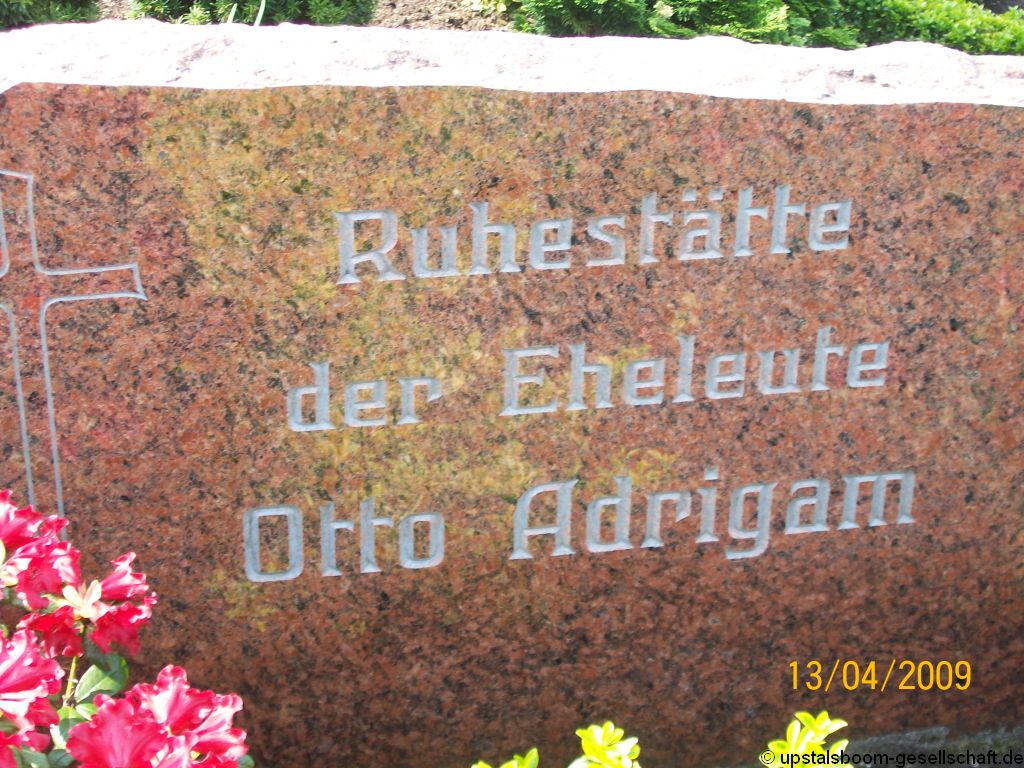 Ruhestätte
der Eheleute
Otto Adrigam
13/04/2009
© upstalsboom-gesellschaft.de